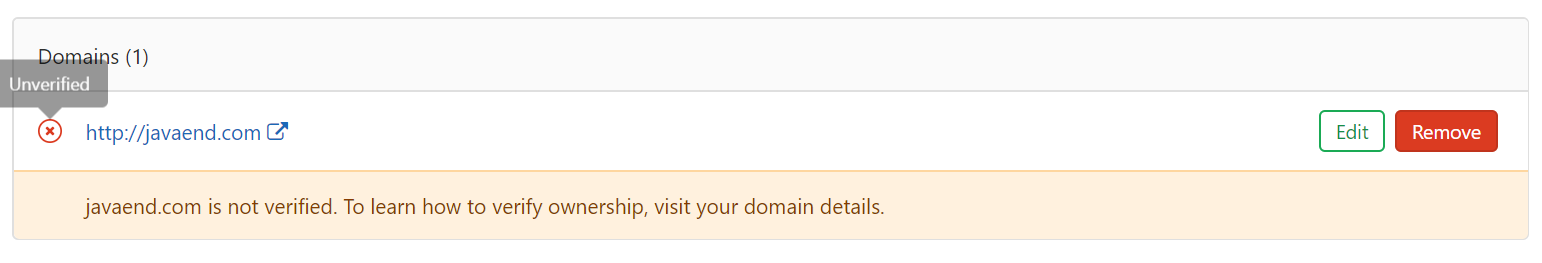 Domains (1)
Unverified
http://javaend.com
Edit
Remove
javaend.com is not verified. To learn how to verify ownership, visit your domain details.